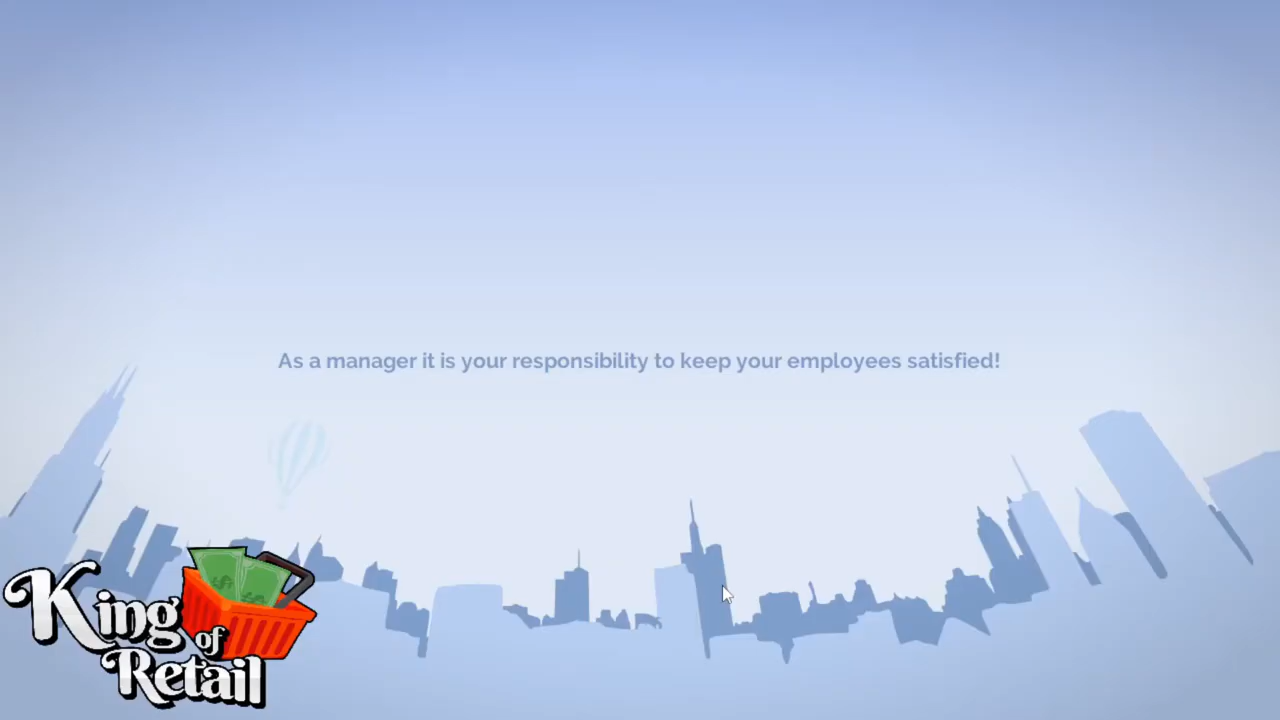 As a manager it is your responsibility to keep your employees satisfied!
King
of
Retail